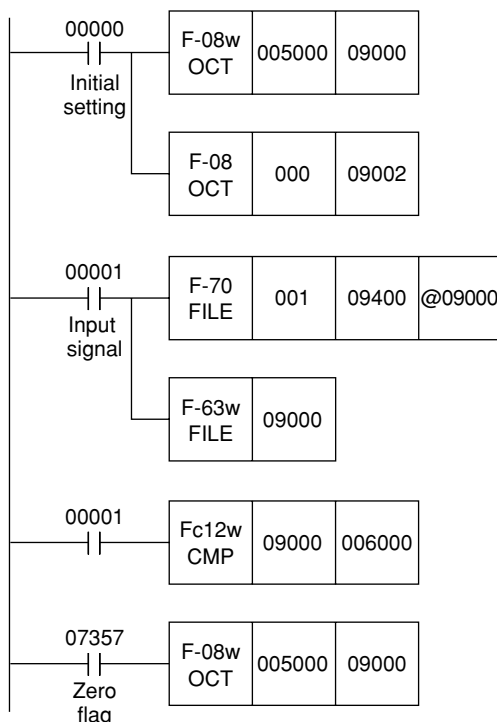 00000
Initial
setting
F-08w
OCT
005000
09000
F-08
OCT
000
09002
00001
Input
signal
F-70
FILE
001
09400
@09000
F-63w
FILE
09000
00001
Fc12w
CMP
09000
006000
07357
Zero
flag
F-08w
OCT
005000
09000